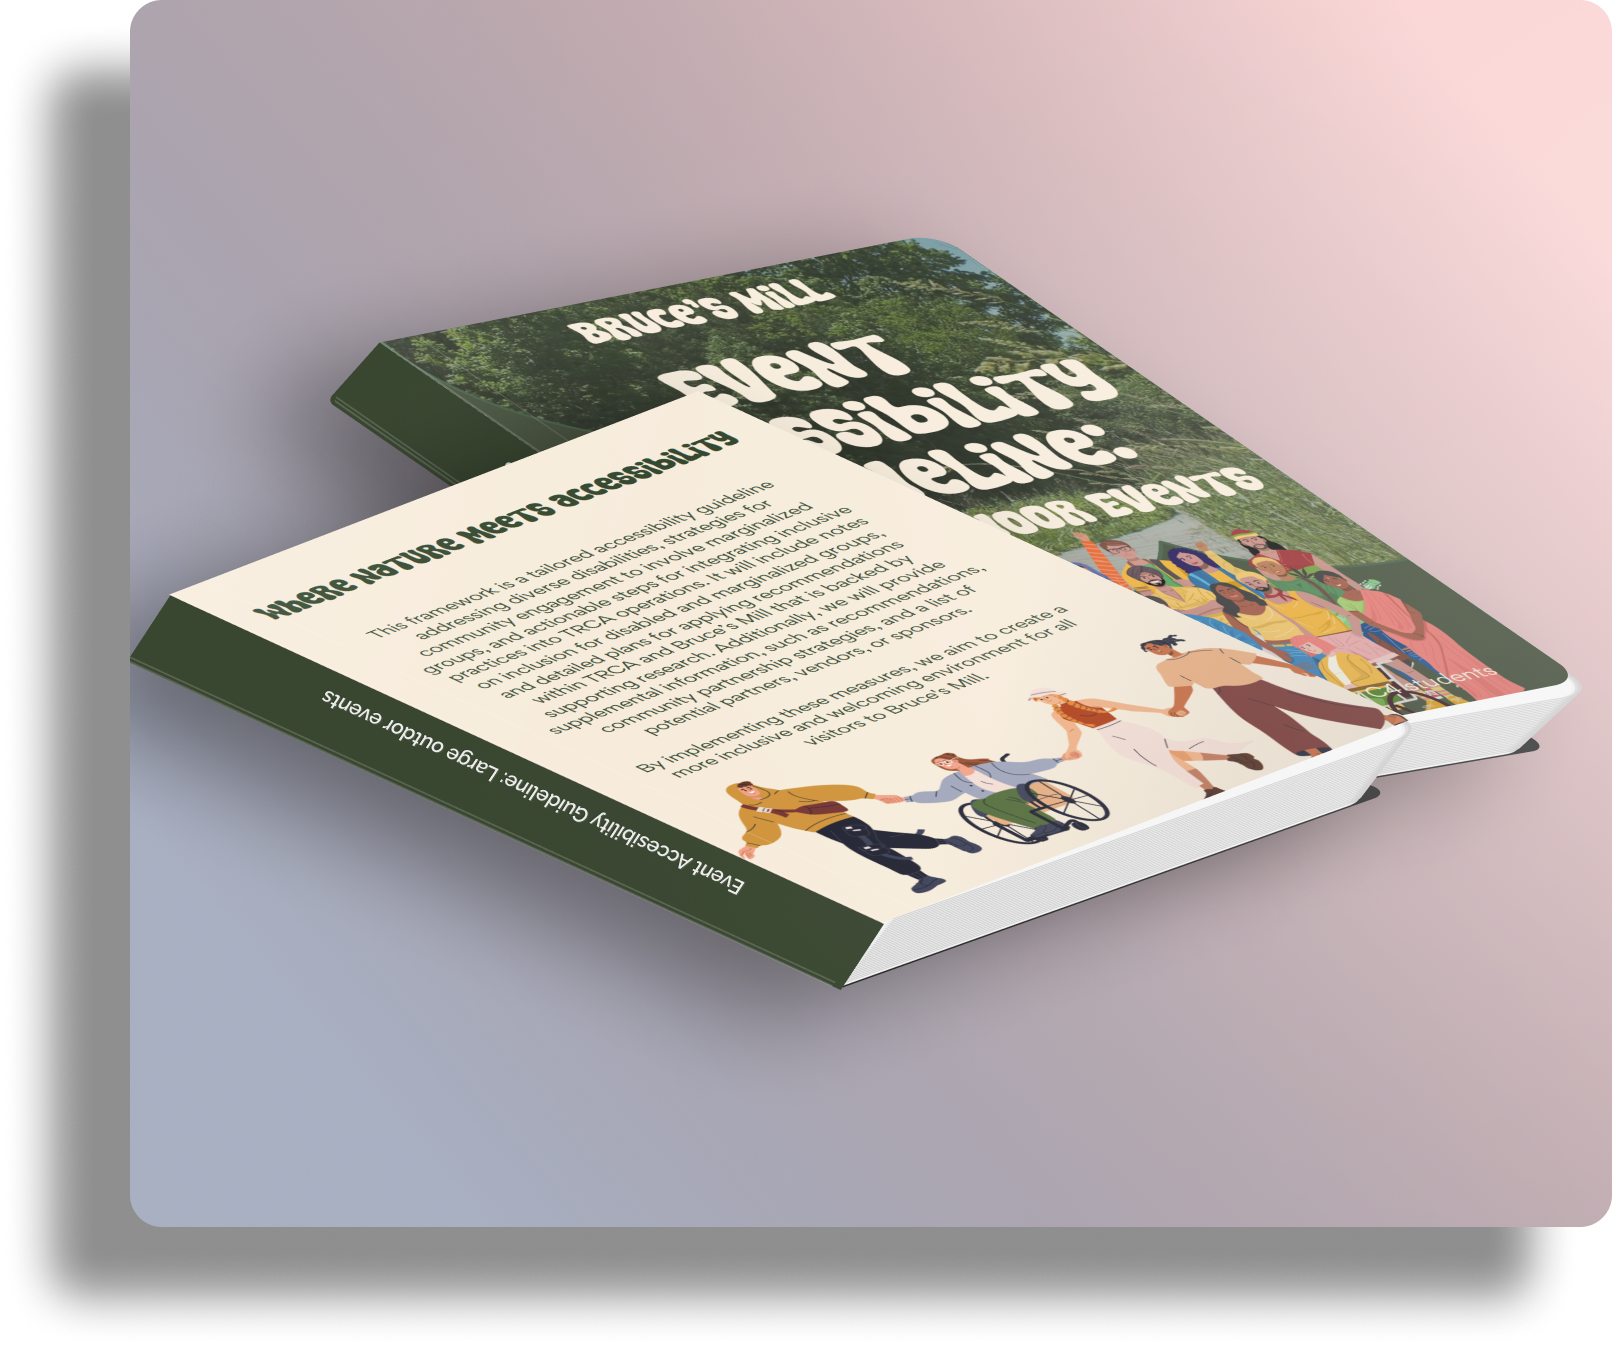 BRUCE'S MILL
EVENT
SSIBILITY
ELINE:
OOR EVENTS
C4 students
WHERE NATURE MEETS ACCESSIBILITY
This framework is a tailored accessibility guideline
addressing diverse disabilities, strategies for
community engagement to involve marginalized
groups, and actionable steps for integrating inclusive
practices into TRCA operations. It will include notes
on inclusion for disabled and marginalized groups,
and detailed plans for applying recommendations
within TRCA and Bruce's Mill that is backed by
supporting research. Additionally, we will provide
supplemental information, such as recommendations,
community partnership strategies, and a list of
potential partners, vendors, or sponsors.
By implementing these measures, we aim to create a
more inclusive and welcoming environment for all
visitors to Bruce's Mill.
Event Accesibility Guideline: Large outdoor events